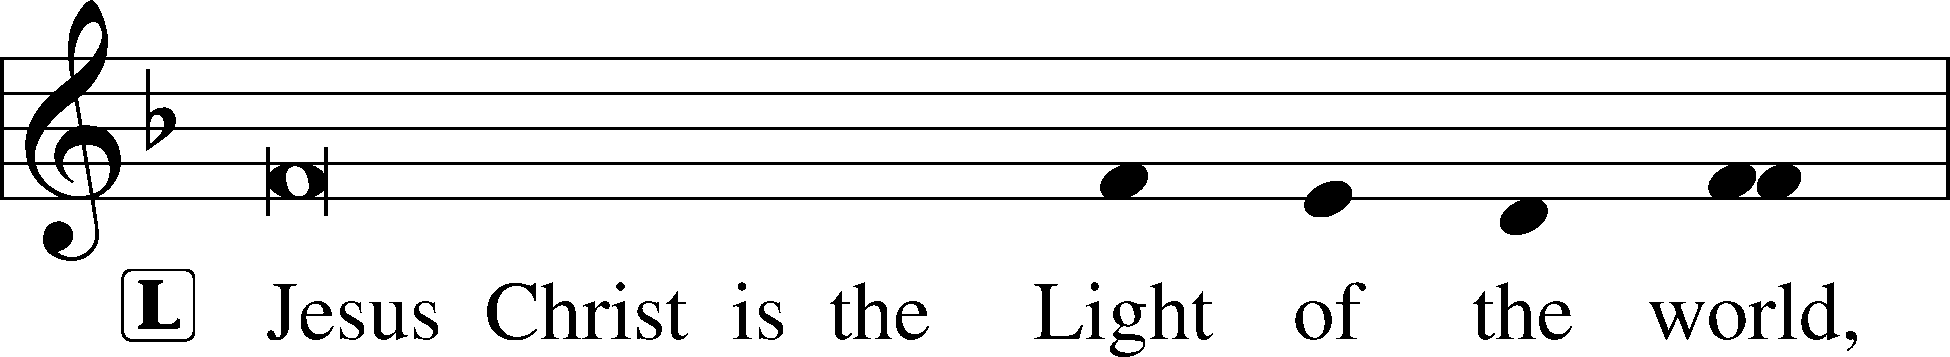 L Jesus Christ is the Light of the world,